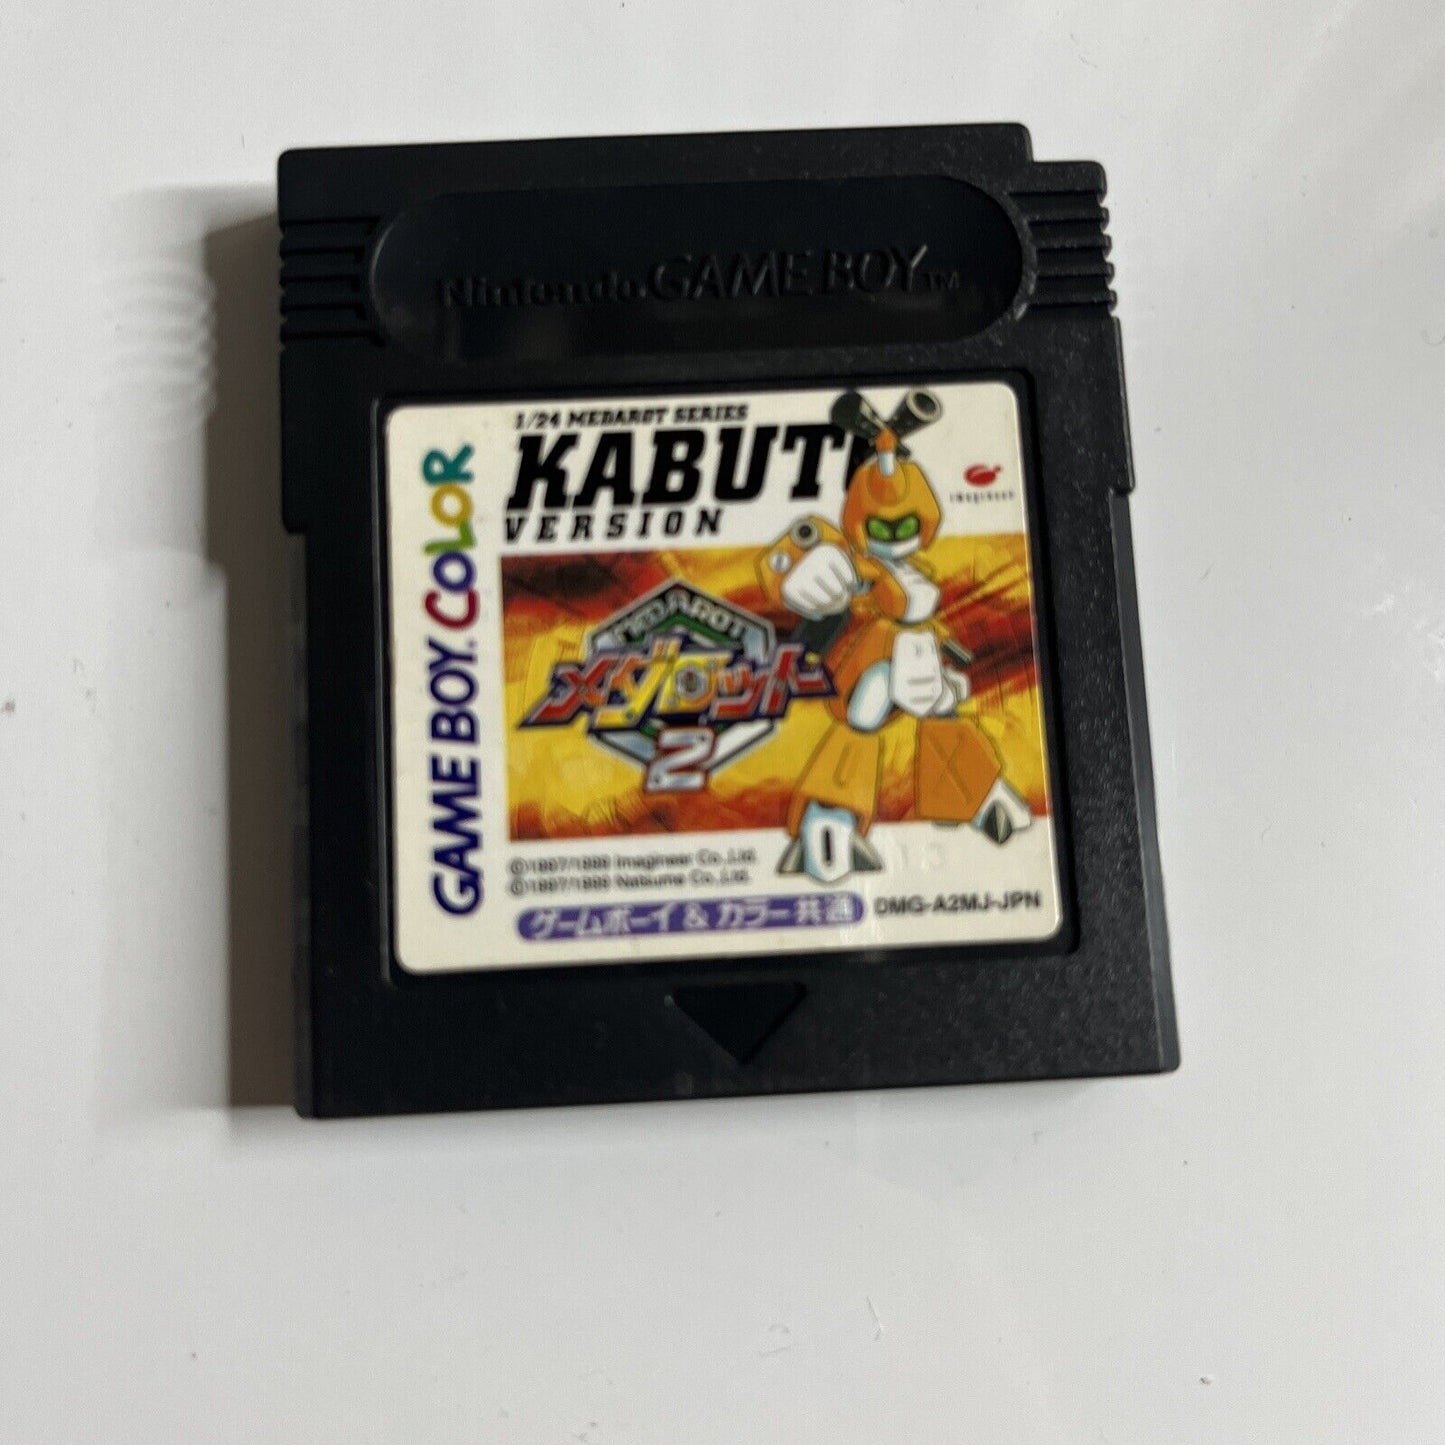 Nintendo GAME BOY™
1/24 MEDAROT SERIES
KABUTO
VERSION
imagineer
GAME BOY COLOR
MEDAROT
メダロット
2
©1997/1999 Imagineer Co.,Ltd.
©1997/1999 Natsume Co.,Ltd.
ゲームボーイ&カラー共通
DMG-A2MJ-JPN